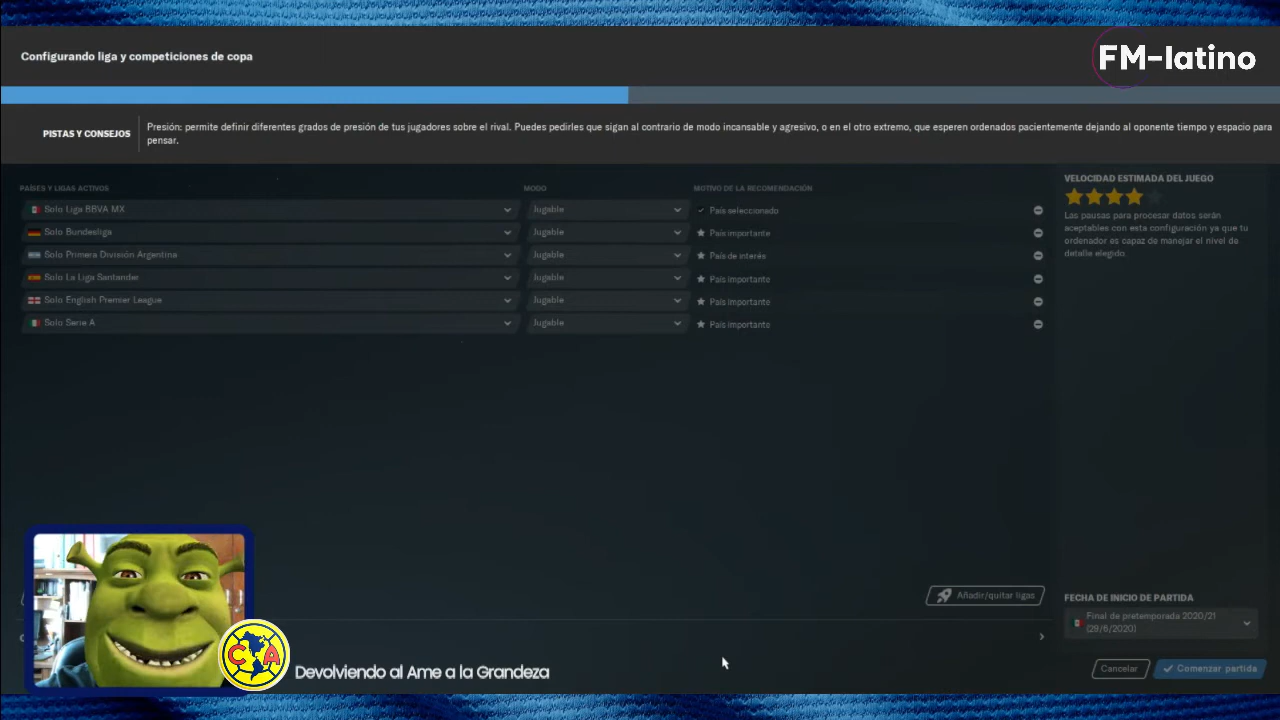 Configurando liga y competiciones de copa
FM-latino
PISTAS Y CONSEJOS
Presión: permite definir diferentes grados de presión de tus jugadores sobre el rival. Puedes pedirles que sigan al contrario de modo incansable y agresivo, o en el otro extremo, que esperen ordenados pacientemente dejando al oponente tiempo y espacio para
pensar.
PAÍSES Y LIGAS ACTIVOS MODO MOTIVO DE LA RECOMENDACIÓN
Solo Liga BBVA MX Jugable País seleccionado
Solo Bundesliga Jugable País importante
Solo Primera División Argentina Jugable País de interés
Solo La Liga Santander Jugable País importante
Solo English Premier League Jugable País importante
Solo Serie A Jugable País importante
VELOCIDAD ESTIMADA DEL JUEGO
Las pausas para procesar datos serán
aceptables con esta configuración ya que tu
ordenador es capaz de manejar el nivel de
detalle elegido.
Añadir/quitar ligas
FECHA DE INICIO DE PARTIDA
Final de pretemporada 2020/21
(29/6/2020)
Cancelar
Comenzar partida
CA
Devolviendo al Ame a la Grandeza